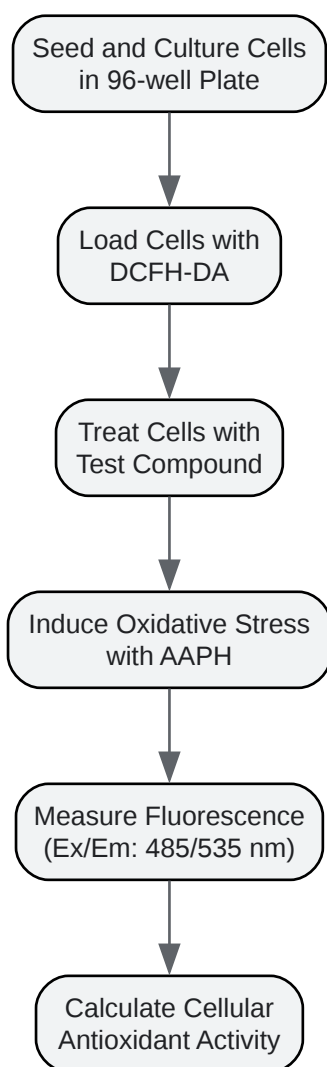 Seed and Culture Cells
in 96-well Plate
Load Cells with
DCFH-DA
Treat Cells with
Test Compound
Induce Oxidative Stress
with AAPH
Measure Fluorescence
(Ex/Em: 485/535 nm)
Calculate Cellular
Antioxidant Activity